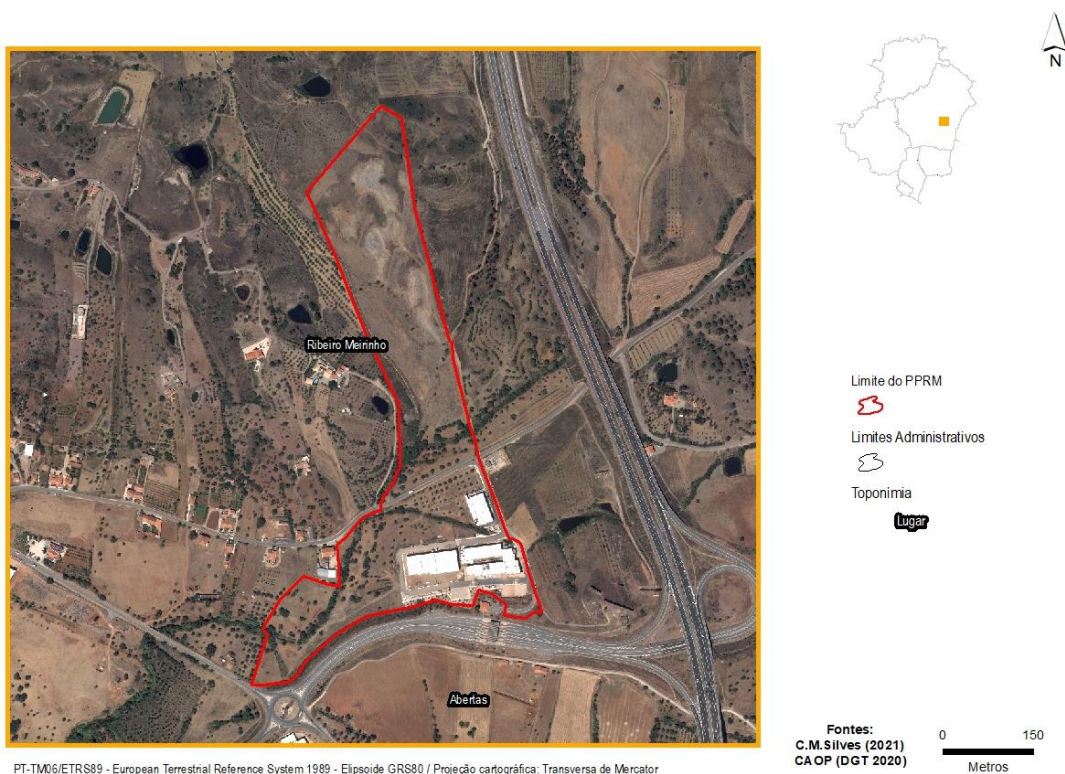 N
Ribeiro Meirinho
Abertas
Limite do PPRM
Limites Administrativos
Toponímia
Lugar
Fontes:
C.M.Silves (2021)
CAOP (DGT 2020)
0 150
Metros
PT-TM06/ETRS89 - European Terrestrial Reference System 1989 - Elipsoide GRS80 / Projeção cartográfica: Transversa de Mercator